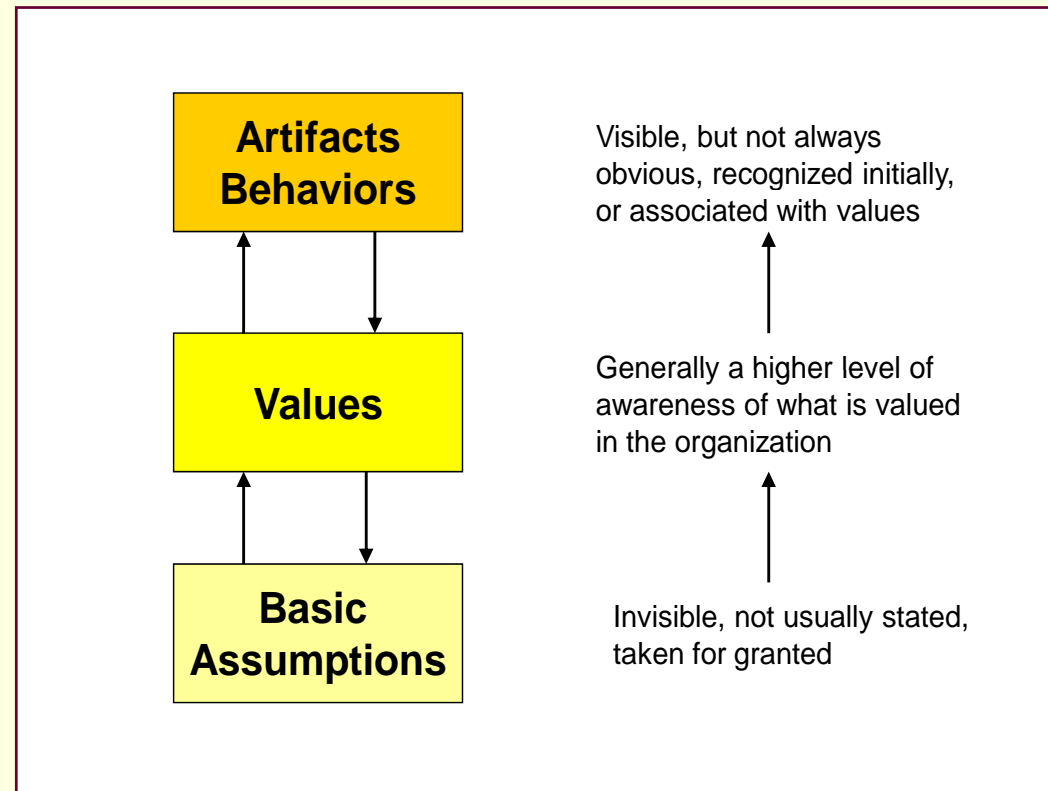 Artifacts
Behaviors
Visible, but not always
obvious, recognized initially,
or associated with values
Values
Generally a higher level of
awareness of what is valued
in the organization
Basic
Assumptions
Invisible, not usually stated,
taken for granted